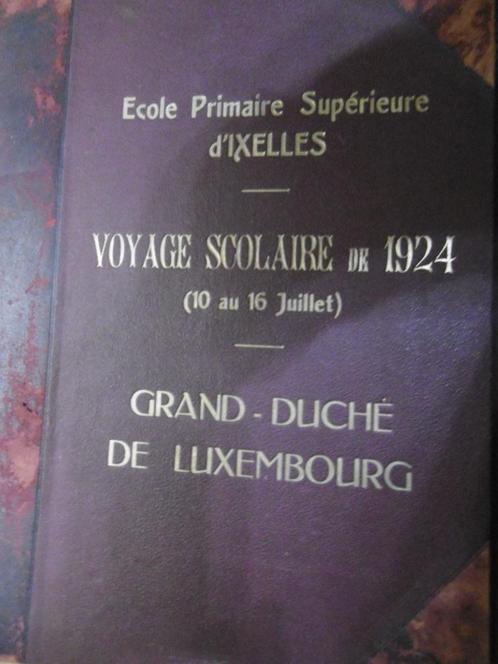 Ecole Primaire Supérieure
d'IXELLES
VOYAGE SCOLAIRE DE 1924
(10 au 16 Juillet)
GRAND-DUCHÉ
DE LUXEMBOURG